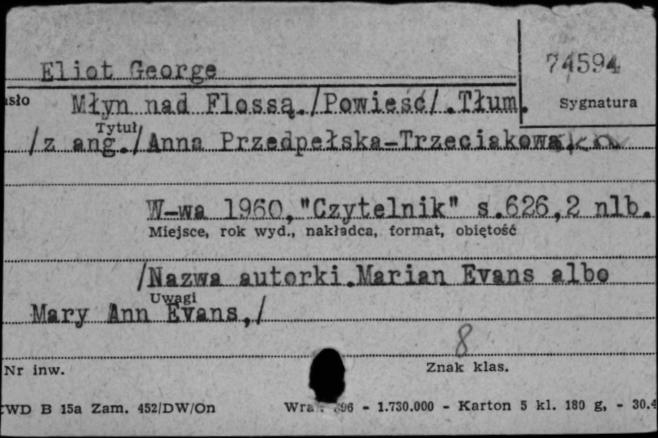 Eliot George
74594
Młyn nad Flossą./Powieść/.Tłum.
Sygnatura
Tytuł
/z ang./Anna Przedpełska-Trzeciakowa
W-wa 1960,"Czytelnik" s.626,2 nlb.
Miejsce, rok wyd., nakładca, format, obiętość
/Nazwa autorki.Marian Evans albo
Uwagi
Mary Ann Evans,/
8
Nr inw.
Znak klas.
B 15a Zam. 452/DW/On
- 1.730.000 - Karton 5 kl. 180 g, -